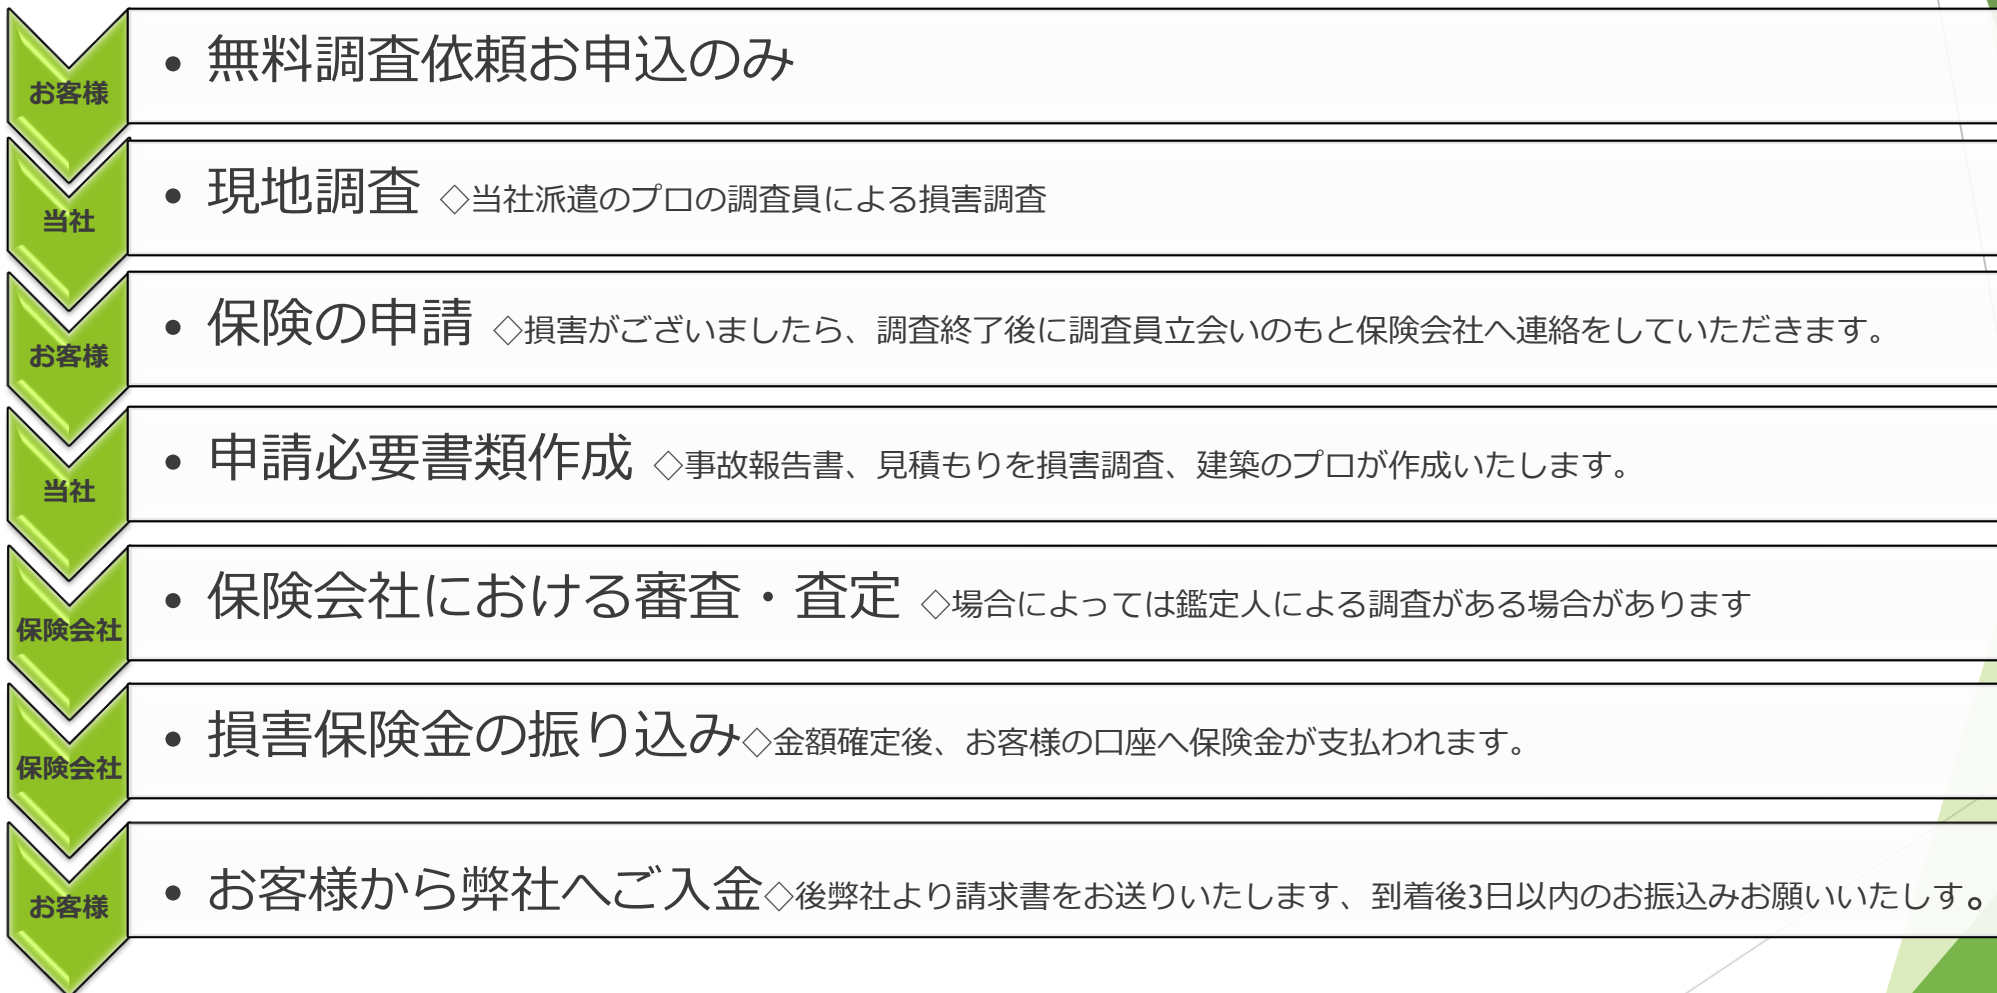 お客様
• 無料調査依頼お申込のみ
当社
• 現地調査 ◇当社派遣のプロの調査員による損害調査
お客様
• 保険の申請 ◇損害がございましたら、調査終了後に調査員立会いのもと保険会社へ連絡をしていただきます。
当社
• 申請必要書類作成 ◇事故報告書、見積もりを損害調査、建築のプロが作成いたします。
保険会社
• 保険会社における審査・査定 ◇場合によっては鑑定人による調査がある場合があります
保険会社
• 損害保険金の振り込み◇金額確定後、お客様の口座へ保険金が支払われます。
お客様
• お客様から弊社へご入金◇後弊社より請求書をお送りいたします、到着後3日以内のお振込みお願いいたしす。